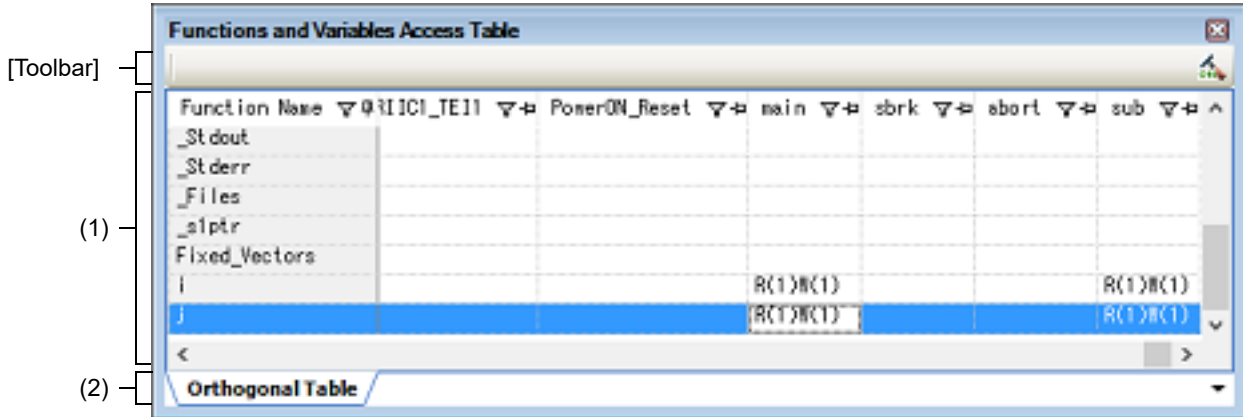 Functions and Variables Access Table
[Toolbar]
Function Name RIIC1_TEI1 PowerON_Reset main sbrk abort sub
_Stdout
_Stderr
_Files
_s1ptr
Fixed_Vectors
i R(1)W(1) R(1)W(1)
j R(1)W(1) R(1)W(1)
(1)
(2)
Orthogonal Table